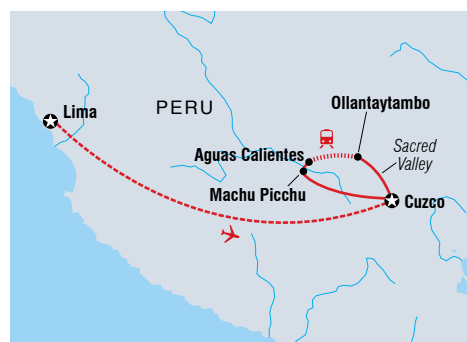 Lima
PERU
Ollantaytambo
Aguas Calientes
Sacred
Valley
Machu Picchu
Cuzco